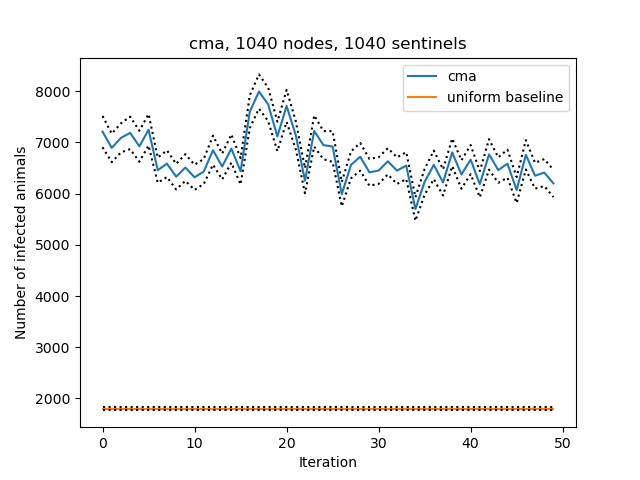 cma, 1040 nodes, 1040 sentinels
cma
uniform baseline
Number of infected animals
8000
7000
6000
5000
4000
3000
2000
0
10
20
30
40
50
Iteration